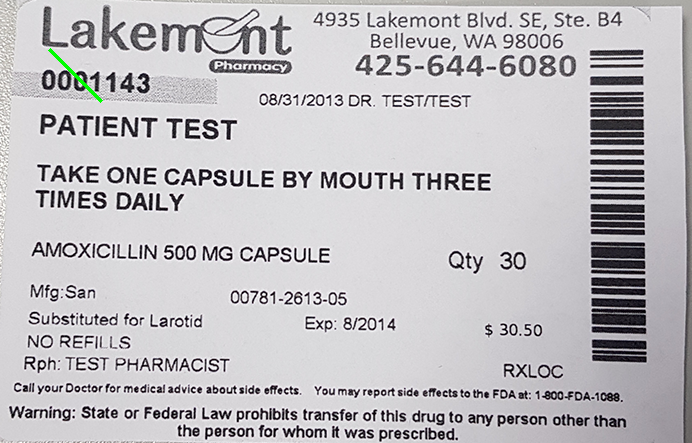 Lakemont
Pharmacy
4935 Lakemont Blvd. SE, Ste. B4
Bellevue, WA 98006
425-644-6080
0001143
08/31/2013 DR. TEST/TEST
PATIENT TEST
TAKE ONE CAPSULE BY MOUTH THREE
TIMES DAILY
AMOXICILLIN 500 MG CAPSULE Qty 30
Mfg:San 00781-2613-05
Substituted for Larotid Exp: 8/2014 $ 30.50
NO REFILLS
Rph: TEST PHARMACIST RXLOC
Call your Doctor for medical advice about side effects. You may report side effects to the FDA at: 1-800-FDA-1088.
Warning: State or Federal Law prohibits transfer of this drug to any person other than
the person for whom it was prescribed.